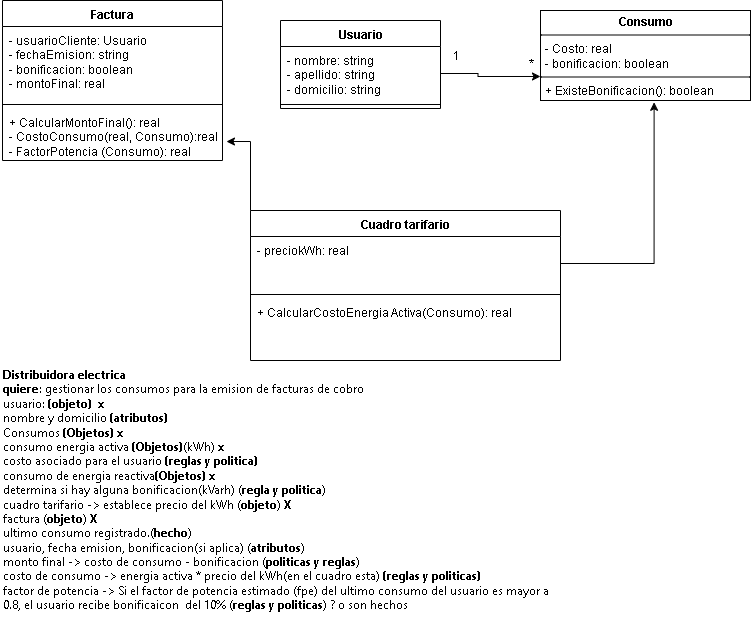 Factura
- usuarioCliente: Usuario
- fechaEmision: string
- bonificacion: boolean
- montoFinal: real
+ CalcularMontoFinal(): real
- CostoConsumo(real, Consumo):real
- FactorPotencia (Consumo): real
Usuario
- nombre: string
- apellido: string
- domicilio: string
1
*
Consumo
- Costo: real
- bonificacion: boolean
+ ExisteBonificacion(): boolean
Cuadro tarifario
- preciokWh: real
+ CalcularCostoEnergiaActiva(Consumo): real
Distribuidora electrica
quiere: gestionar los consumos para la emision de facturas de cobro
usuario: (objeto) x
nombre y domicilio (atributos)
Consumos (Objetos) x
consumo energia activa (Objetos)(kWh) x
costo asociado para el usuario (reglas y politica)
consumo de energia reactiva(Objetos) x
determina si hay alguna bonificacion(kVarh) (regla y politica)
cuadro tarifario -> establece precio del kWh (objeto) X
factura (objeto) X
ultimo consumo registrado.(hecho)
usuario, fecha emision, bonificacion(si aplica) (atributos)
monto final -> costo de consumo - bonificacion (politicas y reglas)
costo de consumo -> energia activa * precio del kWh(en el cuadro esta) (reglas y politicas)
factor de potencia -> Si el factor de potencia estimado (fpe) del ultimo consumo del usuario es mayor a
0.8, el usuario recibe bonificaicon del 10% (reglas y politicas) ? o son hechos